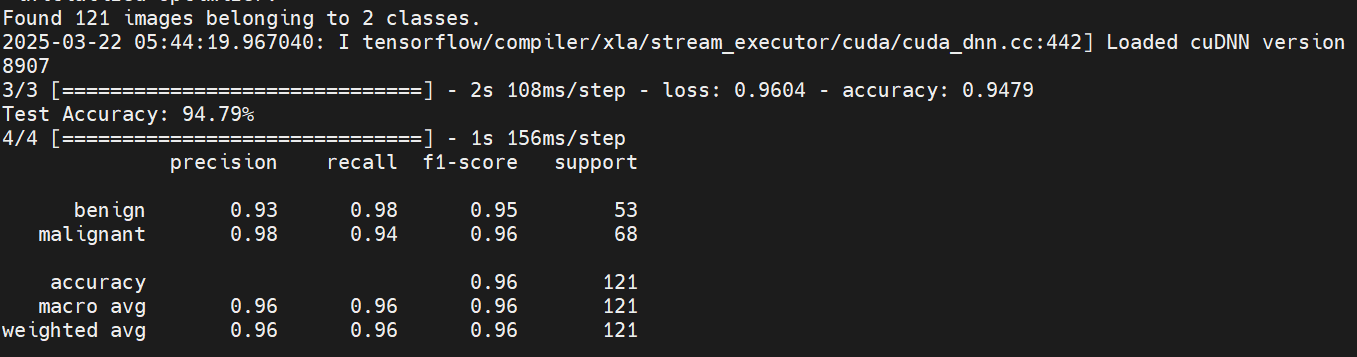 Found 121 images belonging to 2 classes.
2025-03-22 05:44:19.967040: I tensorflow/compiler/xla/stream_executor/cuda/cuda_dnn.cc:442] Loaded cuDNN version
8907
3/3 [==============================] - 2s 108ms/step - loss: 0.9604 - accuracy: 0.9479
Test Accuracy: 94.79%
4/4 [==============================] - 1s 156ms/step
              precision    recall  f1-score   support

      benign       0.93      0.98      0.95        53
   malignant       0.98      0.94      0.96        68

    accuracy                           0.96       121
   macro avg       0.96      0.96      0.96       121
weighted avg       0.96      0.96      0.96       121